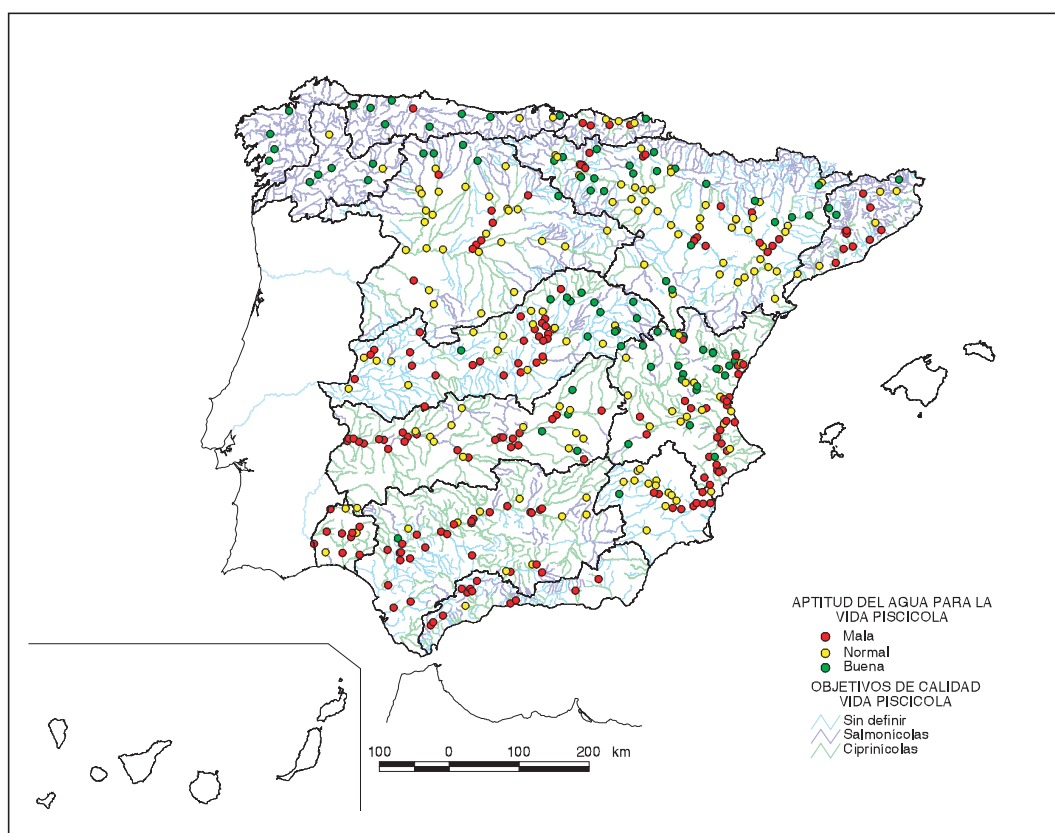 APTITUD DEL AGUA PARA LA
VIDA PISCICOLA
Mala
Normal
Buena
OBJETIVOS DE CALIDAD
VIDA PISCICOLA
Sin definir
Salmonícolas
Ciprinícolas
100 0 100 200 km